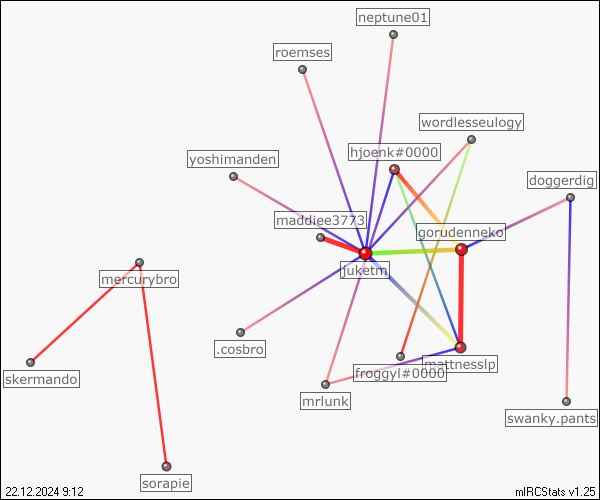 neptune01
roemses
wordlesseulogy
hjoenk#0000
yoshimanden
doggerdig
maddiee3773
gorudenneko
juketm
mercurybro
.cosbro
mattnesslp
skermando
froggyl#0000
mrlunk
swanky.pants
sorapie
22.12.2024 9:12
mIRCStats v1.25